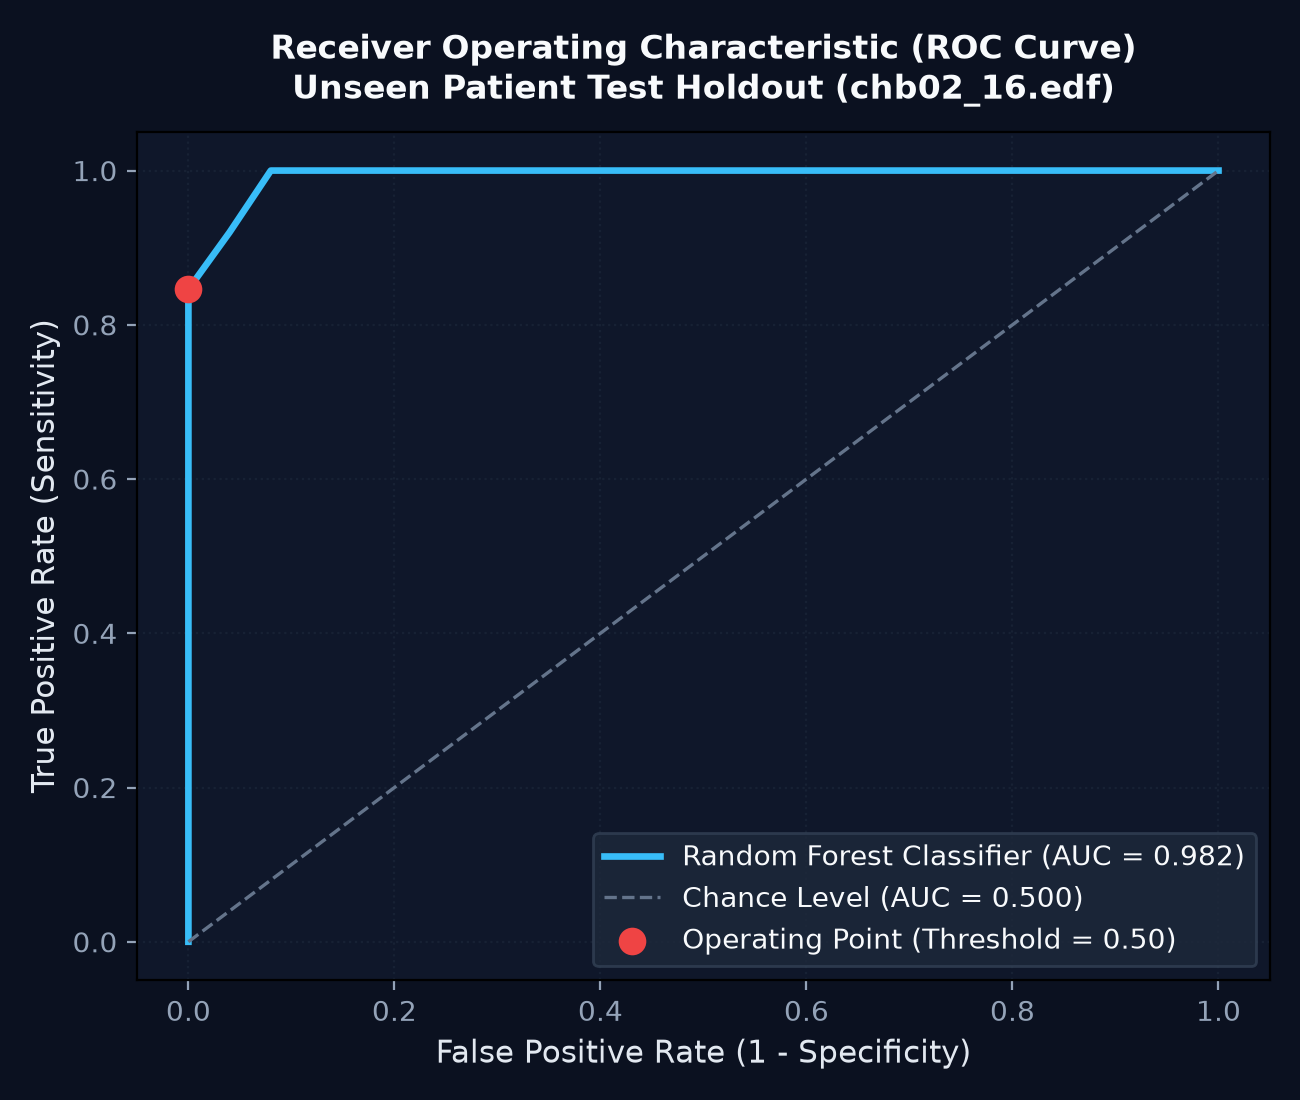 Receiver Operating Characteristic (ROC Curve)
Unseen Patient Test Holdout (chb02_16.edf)
True Positive Rate (Sensitivity)
1.0
0.8
0.6
0.4
0.2
0.0
Random Forest Classifier (AUC = 0.982)
Chance Level (AUC = 0.500)
Operating Point (Threshold = 0.50)
0.0 0.2 0.4 0.6 0.8 1.0
False Positive Rate (1 - Specificity)